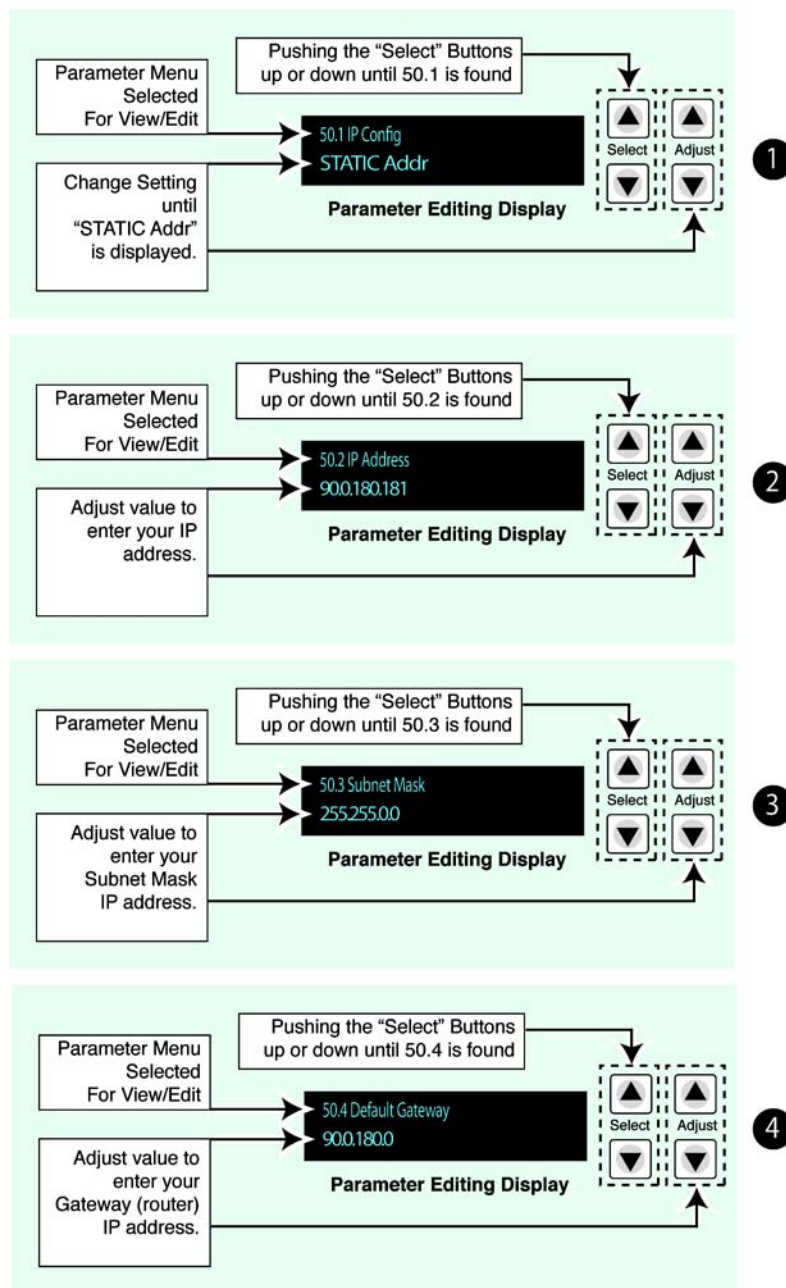 Pushing the “Select” Buttons
up or down until 50.1 is found
Parameter Menu
Selected
For View/Edit
50.1 IP Config
STATIC Addr
Parameter Editing Display
Change Setting
until
“STATIC Addr”
is displayed.
Select
Adjust
1
Pushing the “Select” Buttons
up or down until 50.2 is found
Parameter Menu
Selected
For View/Edit
50.2 IP Address
90.0.180.181
Parameter Editing Display
Adjust value to
enter your IP
address.
Select
Adjust
2
Pushing the “Select” Buttons
up or down until 50.3 is found
Parameter Menu
Selected
For View/Edit
50.3 Subnet Mask
255.255.0.0
Parameter Editing Display
Adjust value to
enter your
Subnet Mask
IP address.
Select
Adjust
3
Pushing the “Select” Buttons
up or down until 50.4 is found
Parameter Menu
Selected
For View/Edit
50.4 Default Gateway
90.0.180.0
Parameter Editing Display
Adjust value to
enter your
Gateway (router)
IP address.
Select
Adjust
4